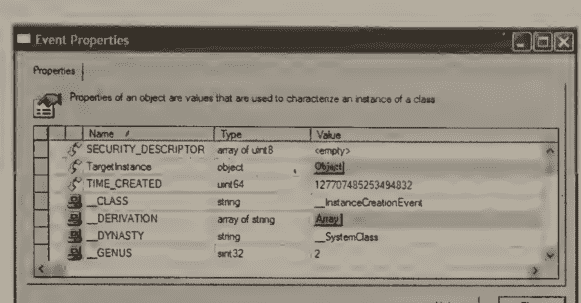 Event Properties
Properties
Properties of an object are values that are used to characterize an instance of a class
Name / Type Value
SECURITY_DESCRIPTOR array of uint8 <empty>
TargetInstance object Object
TIME_CREATED uint64 127707485253494832
__CLASS string __InstanceCreationEvent
__DERIVATION array of string Array
__DYNASTY string __SystemClass
__GENUS sint32 2